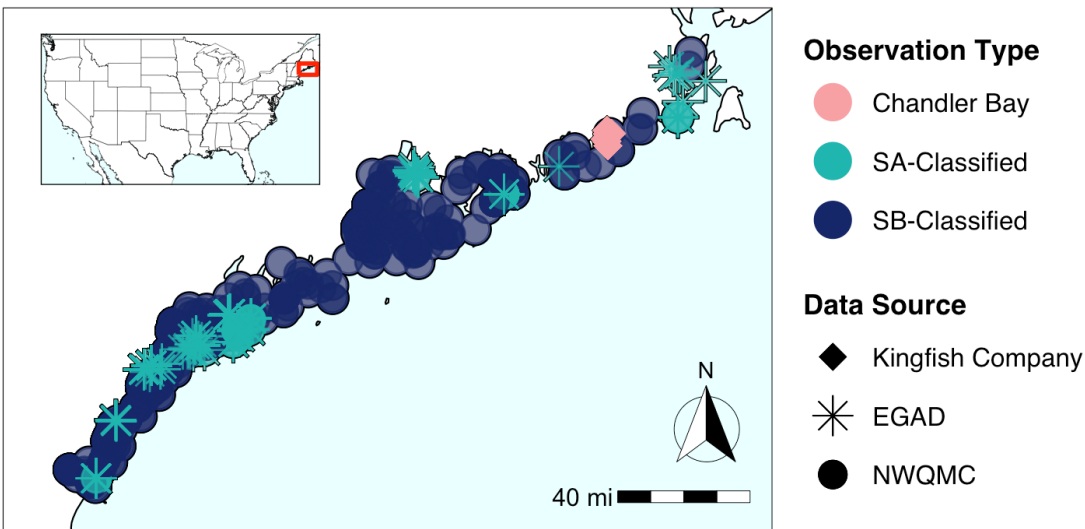 Observation Type
Chandler Bay
SA-Classified
SB-Classified
Data Source
Kingfish Company
EGAD
NWQMC
N
40 mi